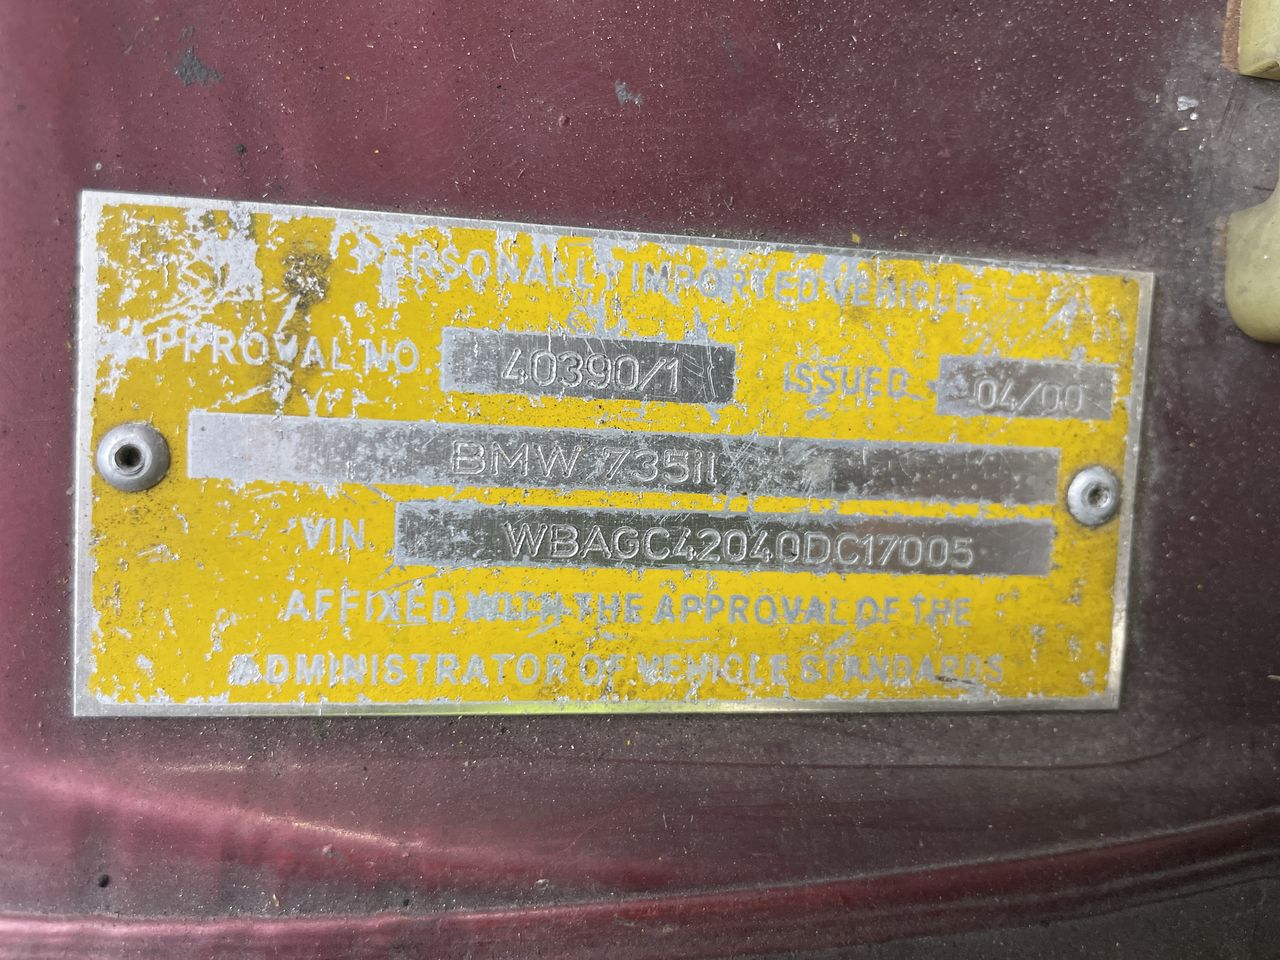 PERSONALLY IMPORTED VEHICLE
APPROVAL NO. 40390/1 ISSUED 04/00
BMW 735il
VIN WBAGC42040DC17005
AFFIXED WITH THE APPROVAL OF THE
ADMINISTRATOR OF VEHICLE STANDARDS